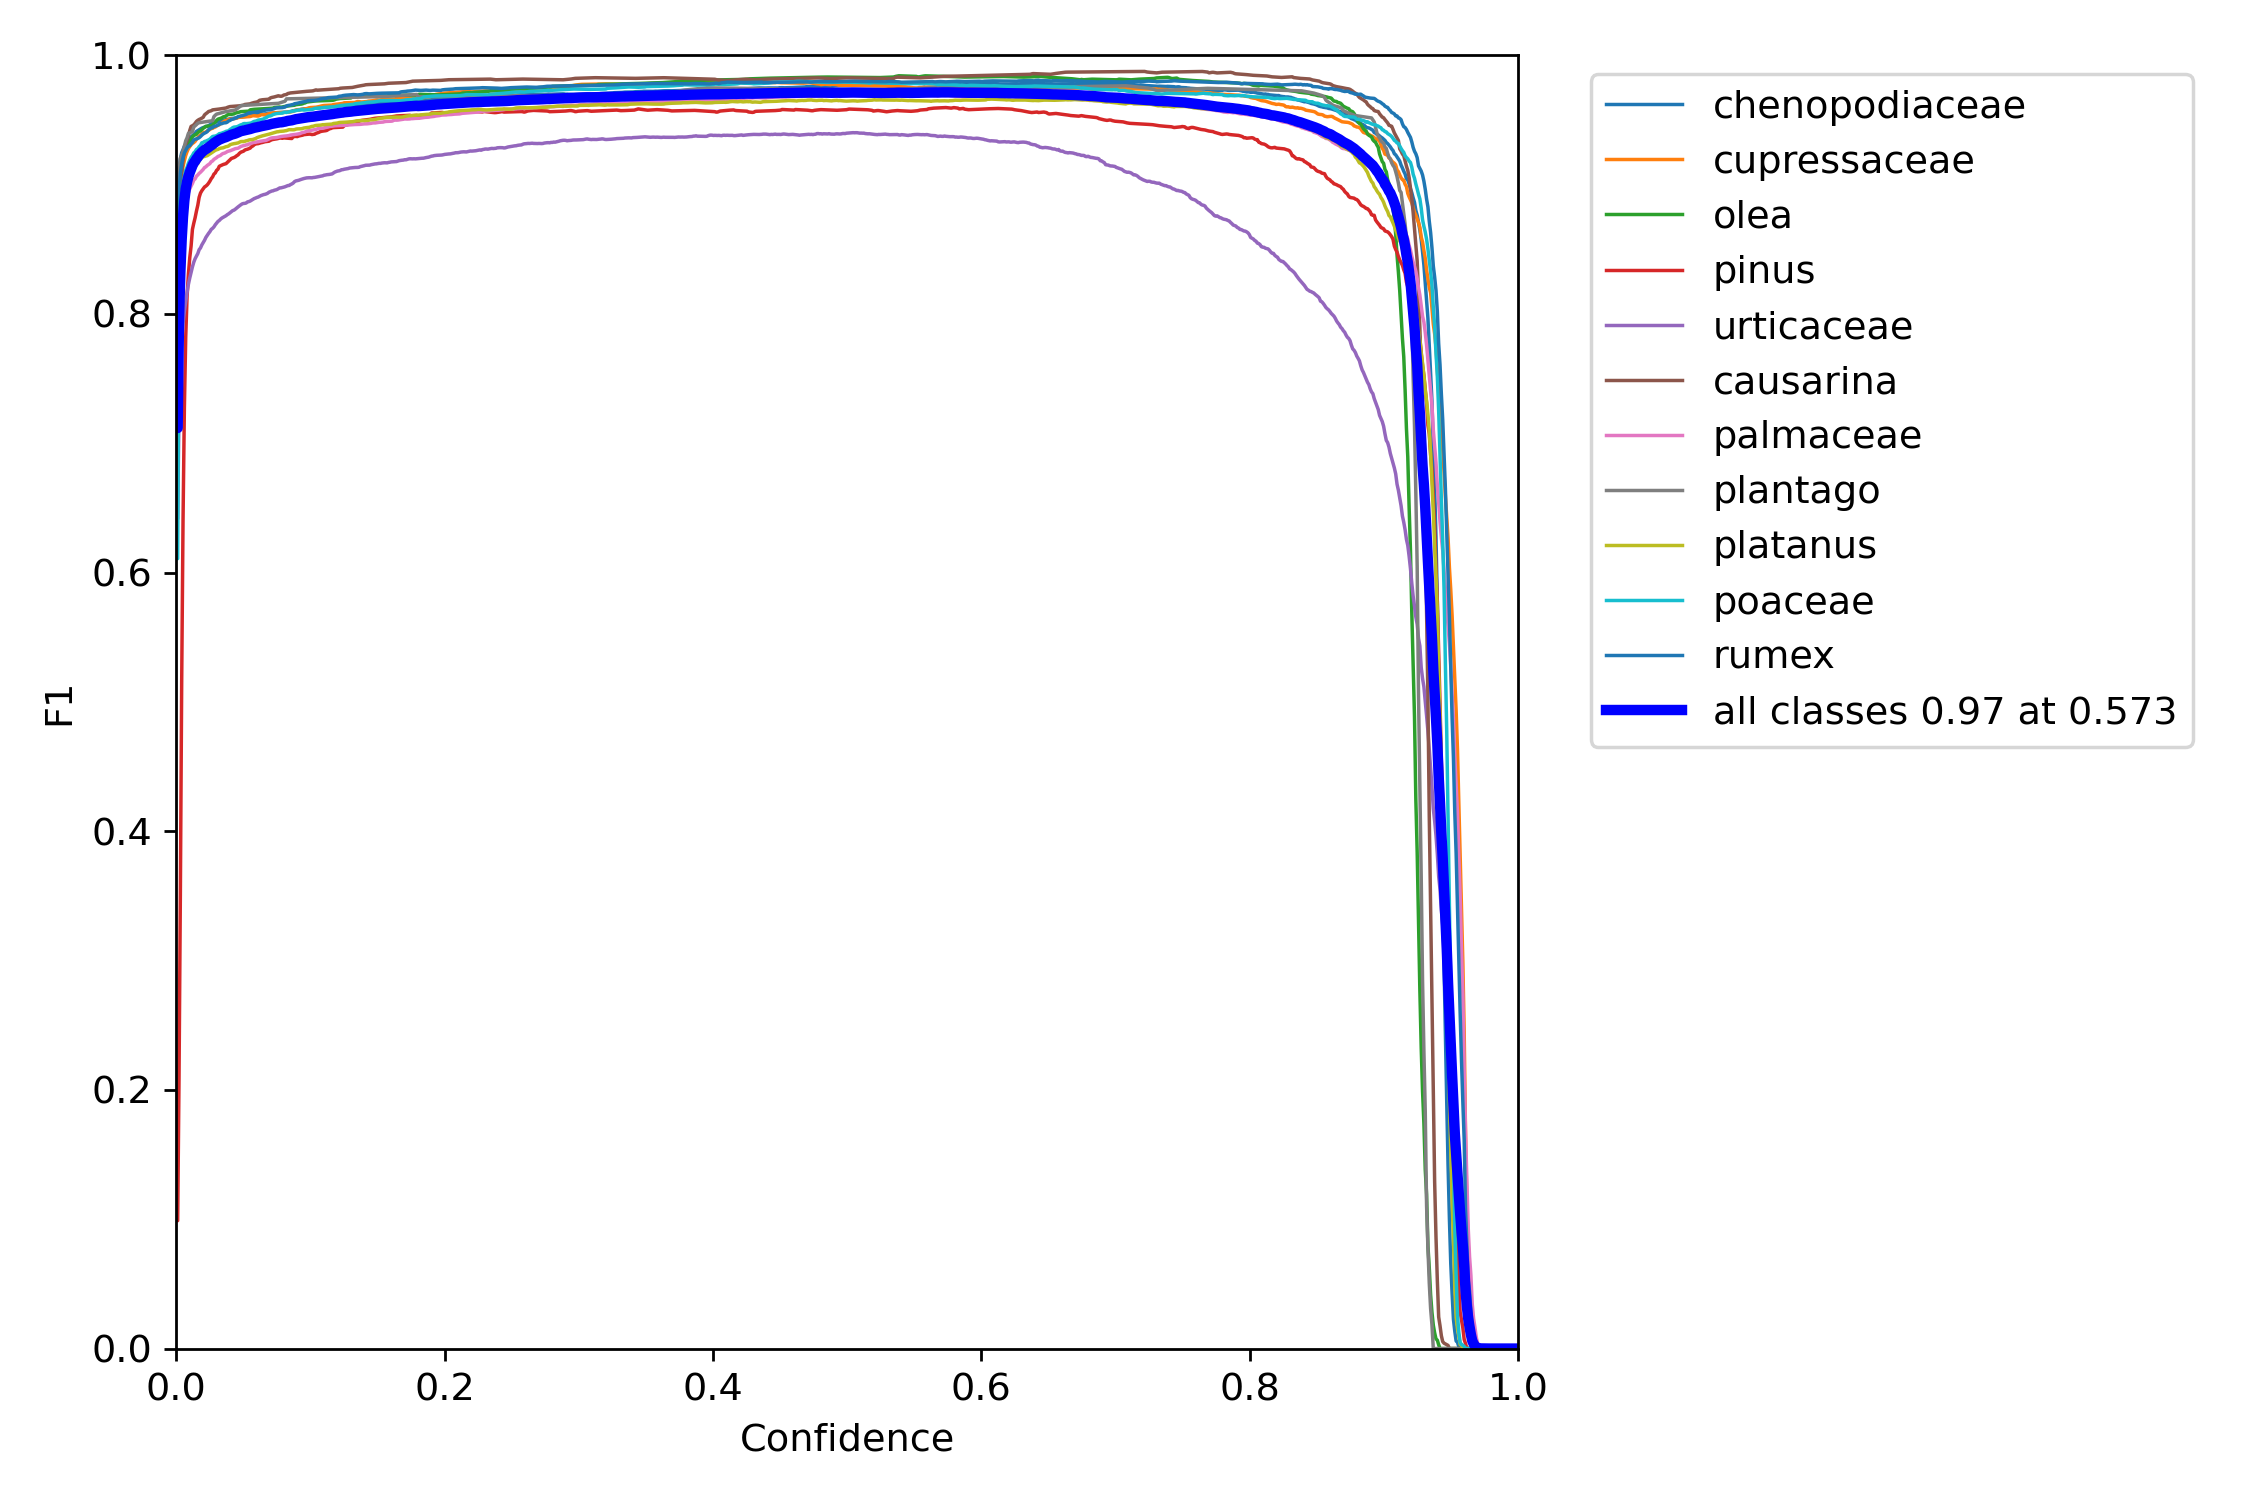 1.0
0.8
0.6
0.4
0.2
0.0
F1
0.0 0.2 0.4 0.6 0.8 1.0
Confidence
chenopodiaceae
cupressaceae
olea
pinus
urticaceae
causarina
palmaceae
plantago
platanus
poaceae
rumex
all classes 0.97 at 0.573